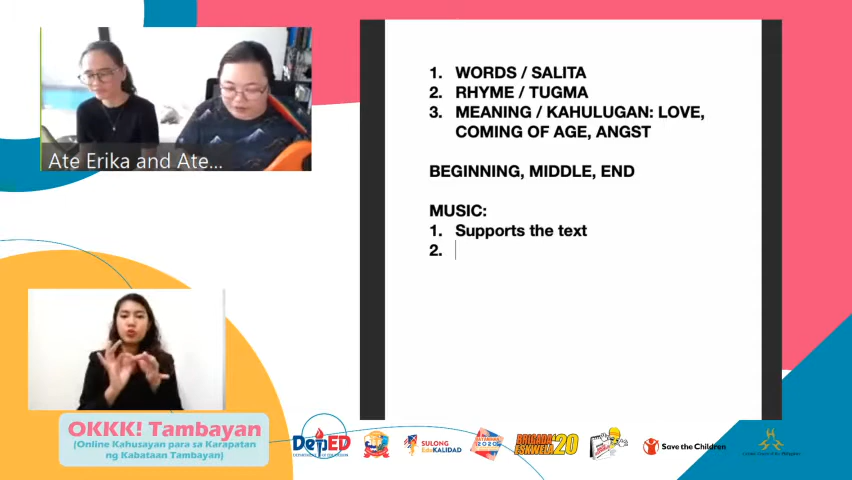 Ate Erika and Ate...
1. WORDS / SALITA
2. RHYME / TUGMA
3. MEANING / KAHULUGAN: LOVE,
COMING OF AGE, ANGST
BEGINNING, MIDDLE, END
MUSIC:
1. Supports the text
2.
OKKK! Tambayan
(Online Kahusayan para sa Karapatan
ng Kabataan Tambayan)
DepED
SULONG
EduKALIDAD
2020
BRIGADA
ESKWELA '20
Save the Children